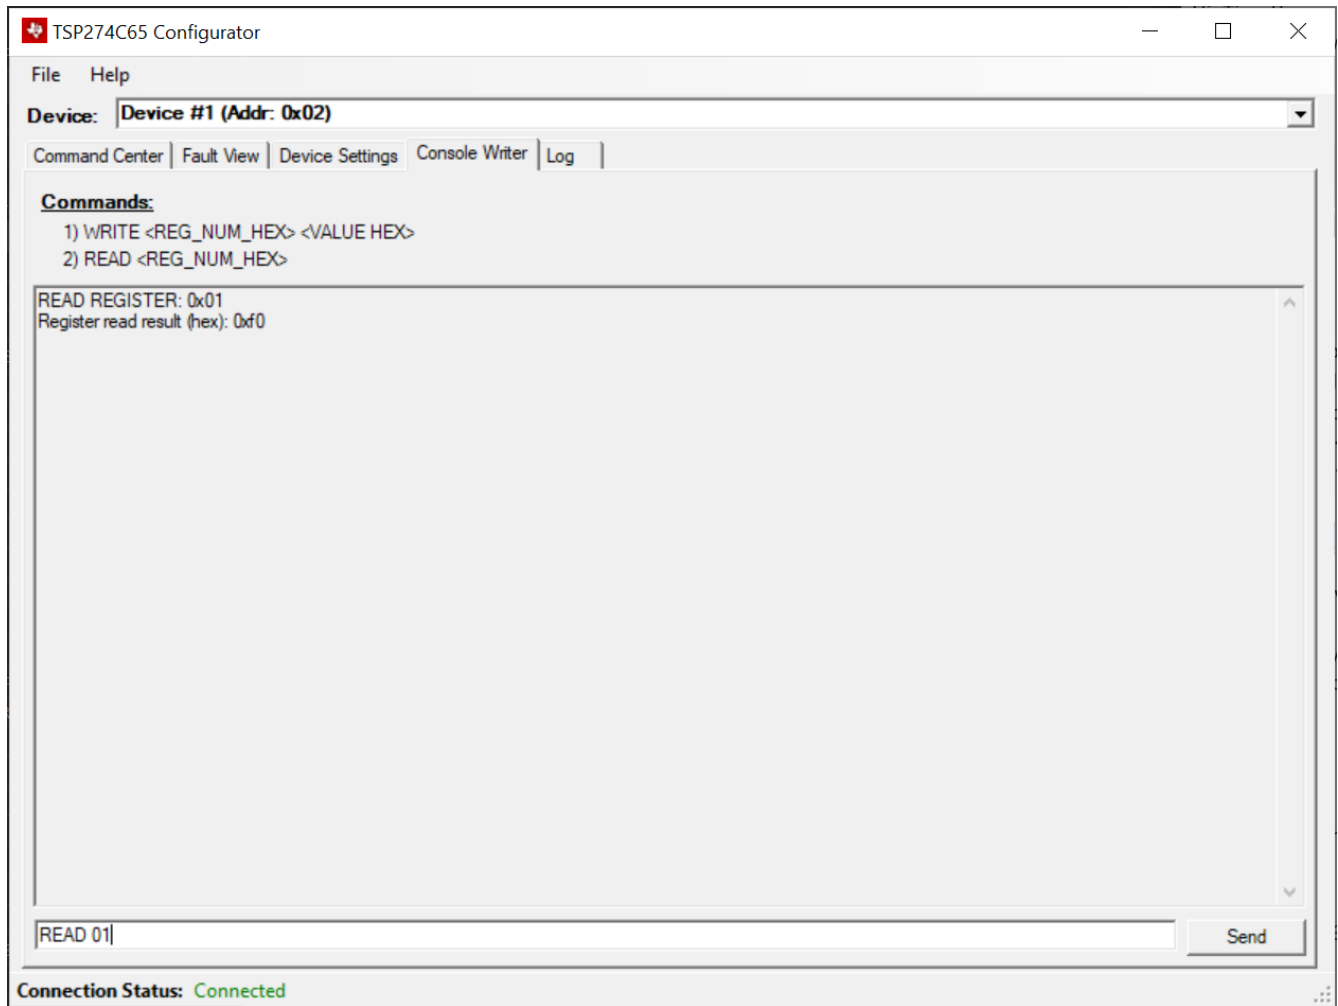 TSP274C65 Configurator
File Help
Device: Device #1 (Addr: 0x02)
Command Center Fault View Device Settings Console Writer Log
Commands:
1) WRITE <REG_NUM_HEX> <VALUE HEX>
2) READ <REG_NUM_HEX>
READ REGISTER: 0x01
Register read result (hex): 0xf0
READ 01
Send
Connection Status: Connected